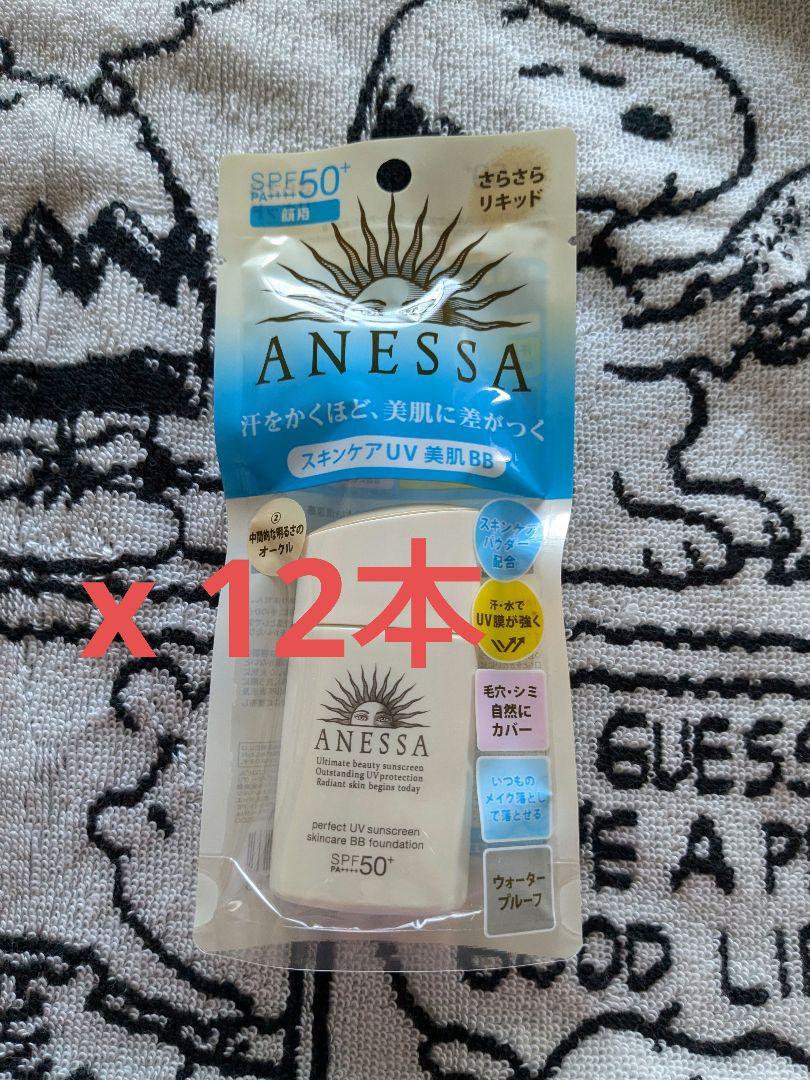 SPF50+
PA++++
顔用
さらさら
リキッド
ANESSA
汗をかくほど、美肌に差がつく
スキンケアUV 美肌BB
②
中間的な明るさの
オークル
スキンケア
パウダー
配合
x 12本
汗・水で
UV膜が強く
毛穴・シミ
自然に
カバー
ANESSA
Ultimate beauty sunscreen
Outstanding UV protection
Radiant skin begins today
いつもの
メイク落とし
で落とせる
perfect UV sunscreen
skincare BB foundation
SPF50+
PA++++
ウォーター
プルーフ
GUESS
E A P
GOOD LI